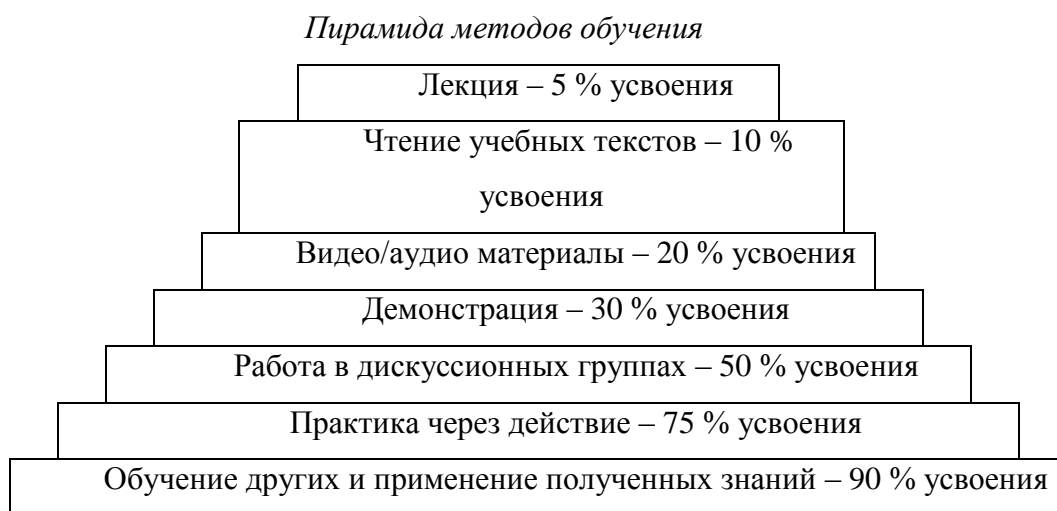 Пирамида методов обучения
Лекция – 5 % усвоения
Чтение учебных текстов – 10 %
усвоения
Видео/аудио материалы – 20 % усвоения
Демонстрация – 30 % усвоения
Работа в дискуссионных группах – 50 % усвоения
Практика через действие – 75 % усвоения
Обучение других и применение полученных знаний – 90 % усвоения